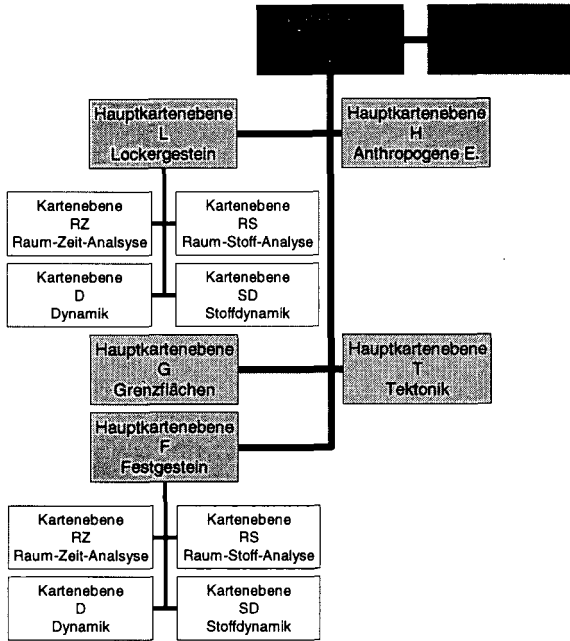 Hauptkartenebene
L
Lockergestein
Hauptkartenebene
H
Anthropogene E.
Kartenebene
RZ
Raum-Zeit-Analsyse
Kartenebene
RS
Raum-Stoff-Analyse
Kartenebene
D
Dynamik
Kartenebene
SD
Stoffdynamik
Hauptkartenebene
G
Grenzflächen
Hauptkartenebene
T
Tektonik
Hauptkartenebene
F
Festgestein
Kartenebene
RZ
Raum-Zeit-Analsyse
Kartenebene
RS
Raum-Stoff-Analyse
Kartenebene
D
Dynamik
Kartenebene
SD
Stoffdynamik